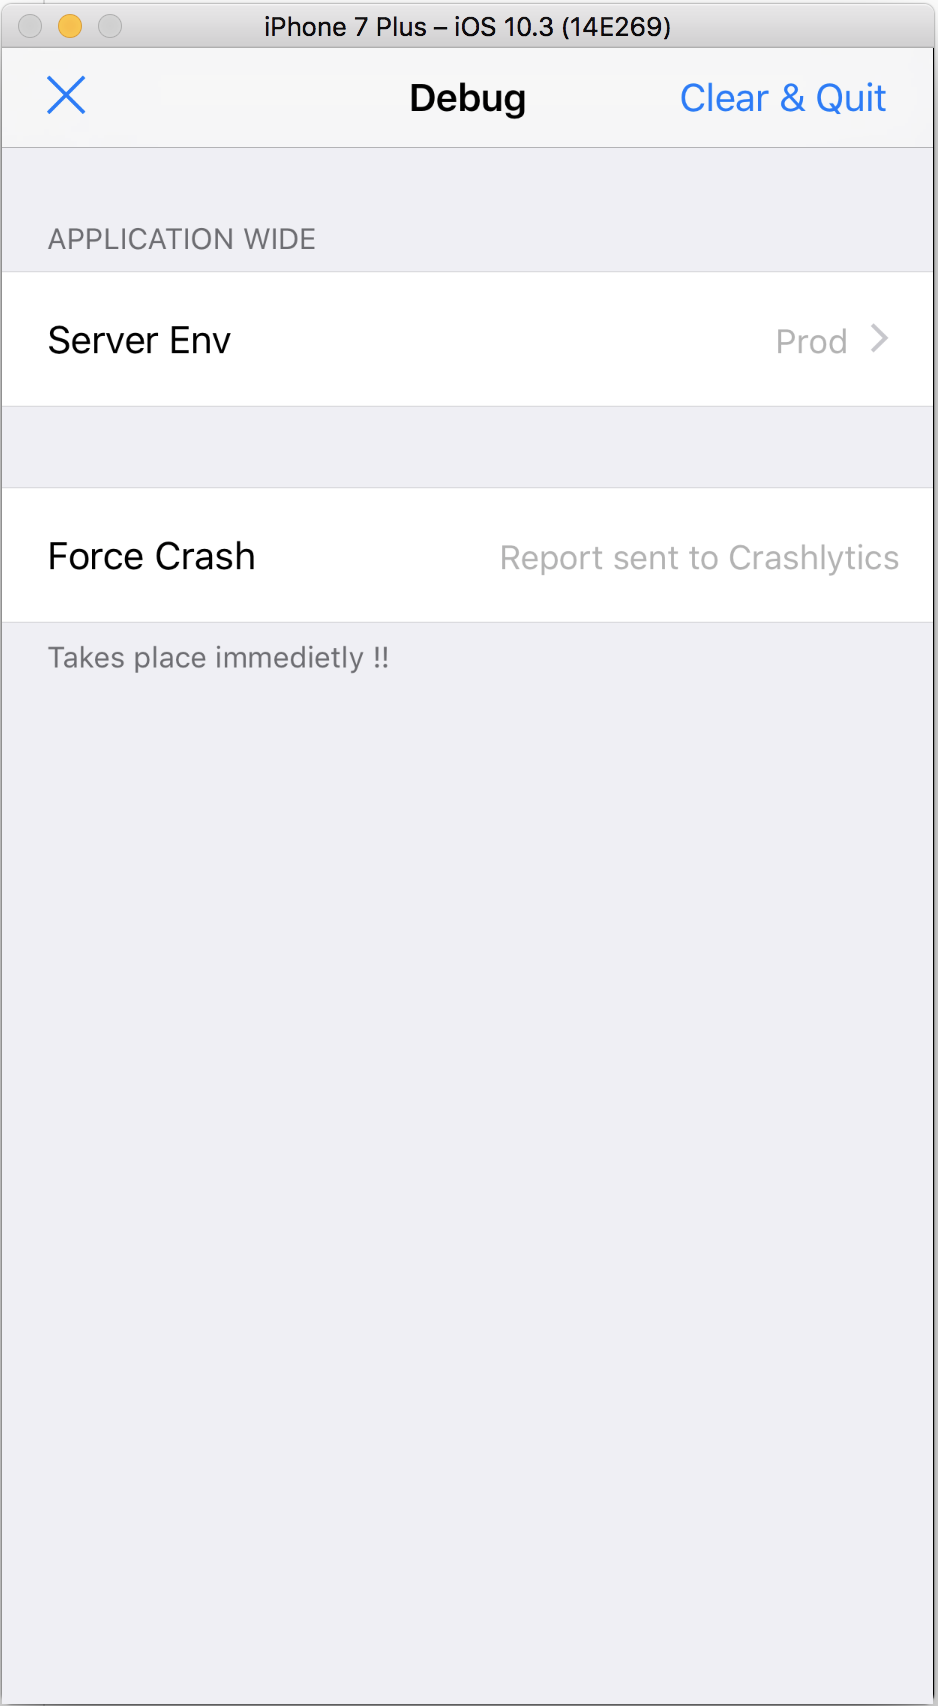 iPhone 7 Plus – iOS 10.3 (14E269)
Debug
Clear & Quit
APPLICATION WIDE
Server Env
Prod
Force Crash
Report sent to Crashlytics
Takes place immedietly !!